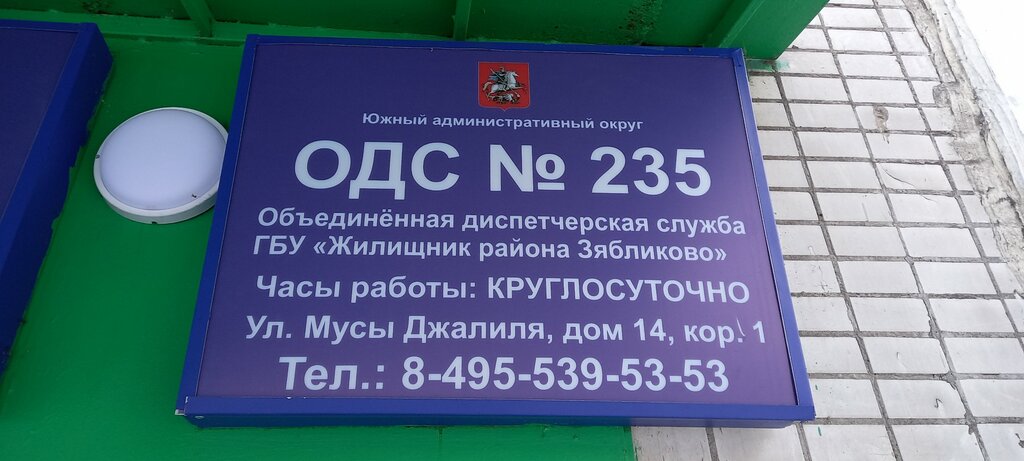 Южный административный округ
ОДС № 235
Объединённая диспетчерская служба
ГБУ «Жилищник района Зябликово»
Часы работы: КРУГЛОСУТОЧНО
Ул. Мусы Джалиля, дом 14, кор. 1
Тел.: 8-495-539-53-53